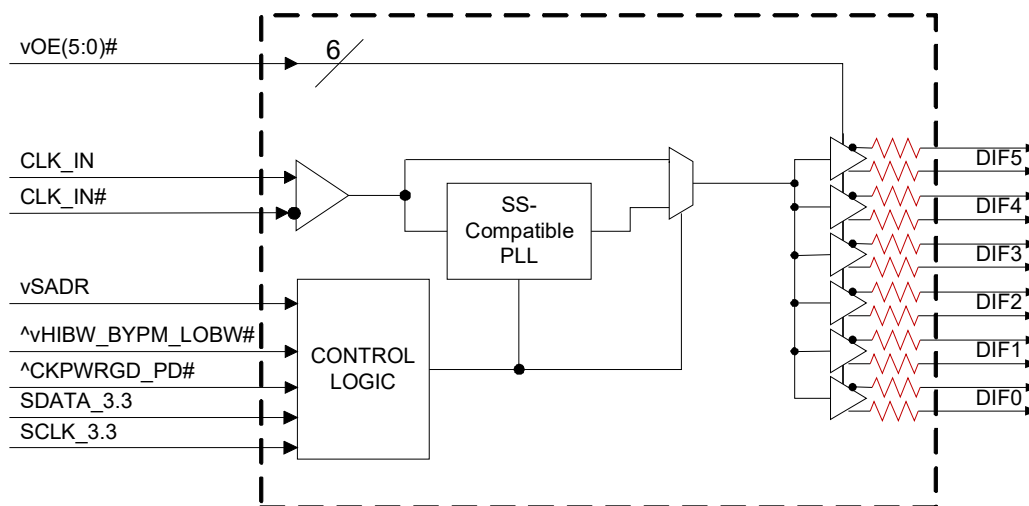 vOE(5:0)#
6
CLK_IN
CLK_IN#
SS-
Compatible
PLL
DIF5
DIF4
DIF3
DIF2
DIF1
DIF0
vSADR
^vHIBW_BYPM_LOBW#
^CKPWRGD_PD#
SDATA_3.3
SCLK_3.3
CONTROL
LOGIC